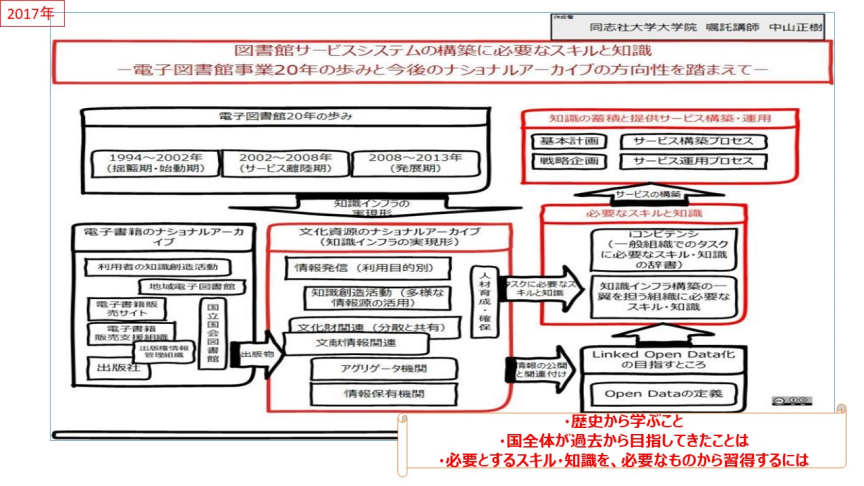 2017年
作成者
同志社大学大学院 嘱託講師 中山正樹
図書館サービスシステムの構築に必要なスキルと知識
－電子図書館事業20年の歩みと今後のナショナルアーカイブの方向性を踏まえて－
電子図書館20年の歩み
1994～2002年
(揺籃期・始動期)
2002～2008年
(サービス離陸期)
2008～2013年
(発展期)
知識インフラの
実現形
知識の蓄積と提供サービス構築・運用
基本計画
サービス構築プロセス
戦略企画
サービス運用プロセス
サービスの構築
電子書籍のナショナルアーカ
イブ
利用者の知識創造活動
地域電子図書館
電子書籍販
売サイト
電子書籍
販売支援組織
出版権情報
管理組織
出版社
国立国会図書館
出版物
文化資源のナショナルアーカイブ
（知識インフラの実現形）
情報発信（利用目的別）
知識創造活動（多様な
情報源の活用）
文化財関連（分散と共有）
文献情報関連
アグリゲータ機関
情報保有機関
人材育成・確保
タスクに必要なス
キルと知識
情報の公開
と関連付け
必要なスキルと知識
iコンピテンシ
（一般組織でのタスク
に必要なスキル・知識
の辞書）
知識インフラ構築の一
翼を担う組織に必要な
スキル・知識
Linked Open Data化
の目指すところ
Open Dataの定義
・歴史から学ぶこと
・国全体が過去から目指してきたことは
・必要とするスキル・知識を、必要なものから習得するには